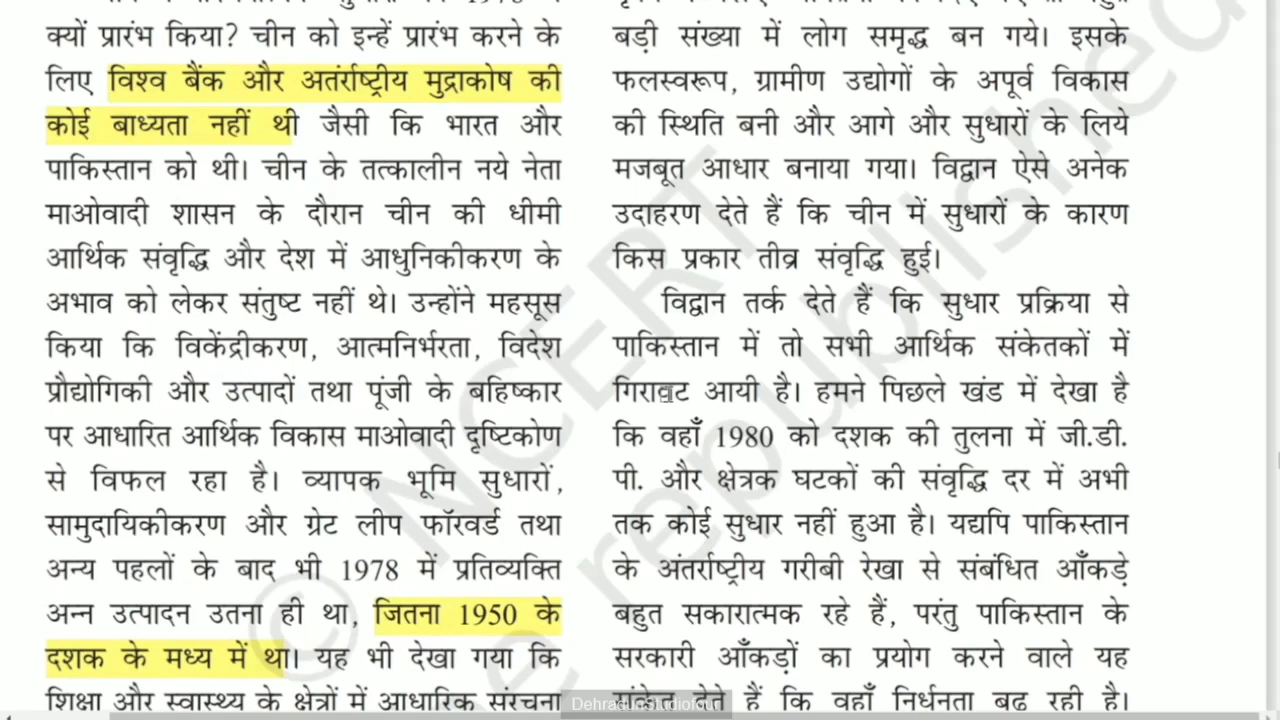 क्यों प्रारंभ किया? चीन को इन्हें प्रारंभ करने के
लिए विश्व बैंक और अतंर्राष्ट्रीय मुद्राकोष की
कोई बाध्यता नहीं थी जैसी कि भारत और
पाकिस्तान को थी। चीन के तत्कालीन नये नेता
माओवादी शासन के दौरान चीन की धीमी
आर्थिक संवृद्धि और देश में आधुनिकीकरण के
अभाव को लेकर संतुष्ट नहीं थे। उन्होंने महसूस
किया कि विकेंद्रीकरण, आत्मनिर्भरता, विदेश
प्रौद्योगिकी और उत्पादों तथा पूंजी के बहिष्कार
पर आधारित आर्थिक विकास माओवादी दृष्टिकोण
से विफल रहा है। व्यापक भूमि सुधारों,
सामुदायिकीकरण और ग्रेट लीप फॉरवर्ड तथा
अन्य पहलों के बाद भी 1978 में प्रतिव्यक्ति
अन्न उत्पादन उतना ही था, जितना 1950 के
दशक के मध्य में था। यह भी देखा गया कि
शिक्षा और स्वास्थ्य के क्षेत्रों में आधारिक संरचना
बड़ी संख्या में लोग समृद्ध बन गये। इसके
फलस्वरूप, ग्रामीण उद्योगों के अपूर्व विकास
की स्थिति बनी और आगे और सुधारों के लिये
मजबूत आधार बनाया गया। विद्वान ऐसे अनेक
उदाहरण देते हैं कि चीन में सुधारों के कारण
किस प्रकार तीव्र संवृद्धि हुई।
विद्वान तर्क देते हैं कि सुधार प्रक्रिया से
पाकिस्तान में तो सभी आर्थिक संकेतकों में
गिरावट आयी है। हमने पिछले खंड में देखा है
कि वहाँ 1980 को दशक की तुलना में जी.डी.
पी. और क्षेत्रक घटकों की संवृद्धि दर में अभी
तक कोई सुधार नहीं हुआ है। यद्यपि पाकिस्तान
के अंतर्राष्ट्रीय गरीबी रेखा से संबंधित आँकड़े
बहुत सकारात्मक रहे हैं, परंतु पाकिस्तान के
सरकारी आँकड़ों का प्रयोग करने वाले यह
संकेत देते हैं कि वहाँ निर्धनता बढ़ रही है।
© NCERT
republished
DehradunStudiofour